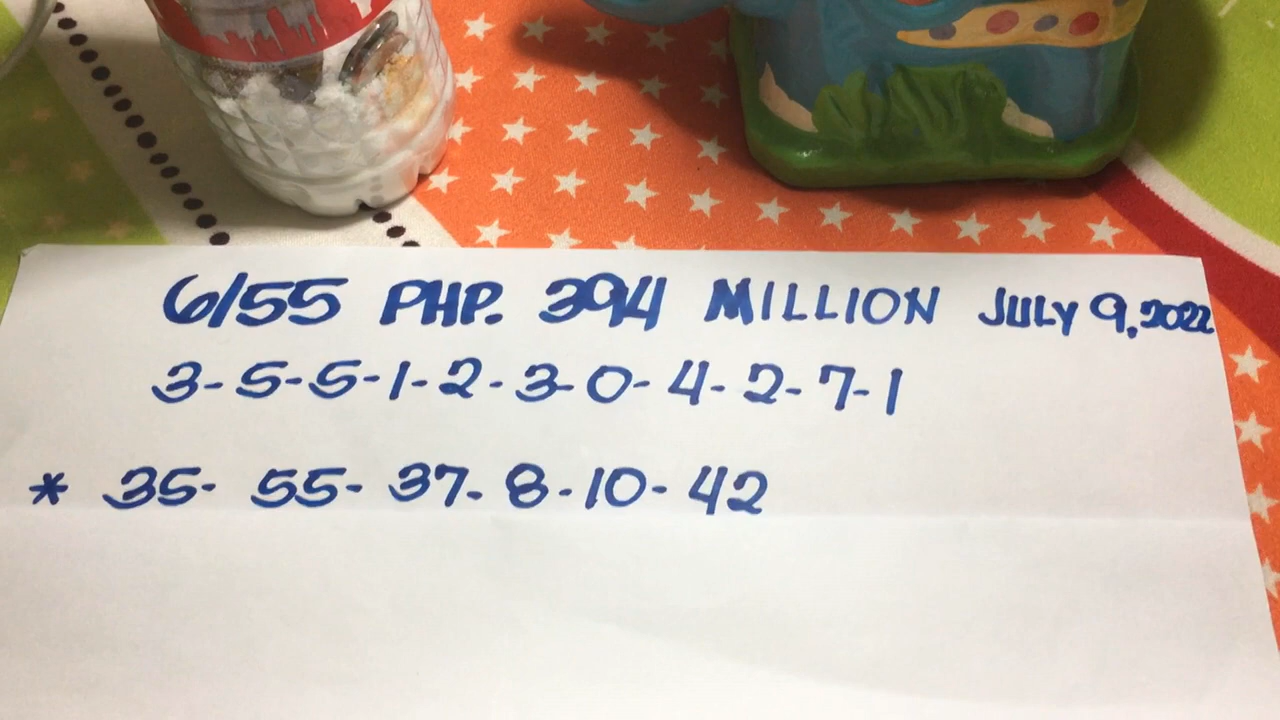 6/55 PHP. 394 MILLION JULY 9, 2022
3-5-5-1-2-3-0-4-2-7-1
* 35- 55- 37- 8-10-42